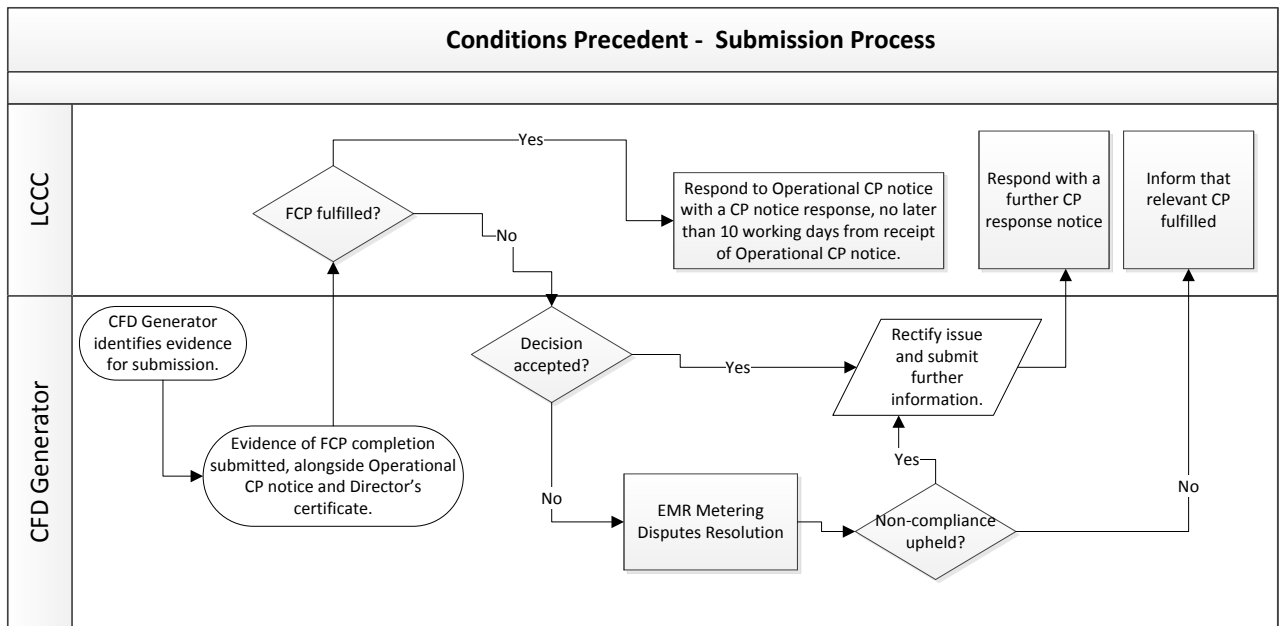 Conditions Precedent - Submission Process
LCCC
FCP fulfilled?
Yes
No
Respond to Operational CP notice
with a CP notice response, no later
than 10 working days from receipt
of Operational CP notice.
Respond with a
further CP
response notice
Inform that
relevant CP
fulfilled
CFD Generator
CFD Generator
identifies evidence
for submission.
Evidence of FCP completion
submitted, alongside Operational
CP notice and Director’s
certificate.
Decision
accepted?
Yes
No
Rectify issue
and submit
further
information.
EMR Metering
Disputes Resolution
Yes
Non-compliance
upheld?
No